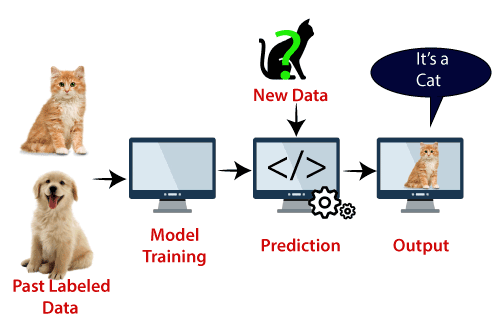 ?
New Data
It's a
Cat
</>
Past Labeled
Data
Model
Training
Prediction
Output